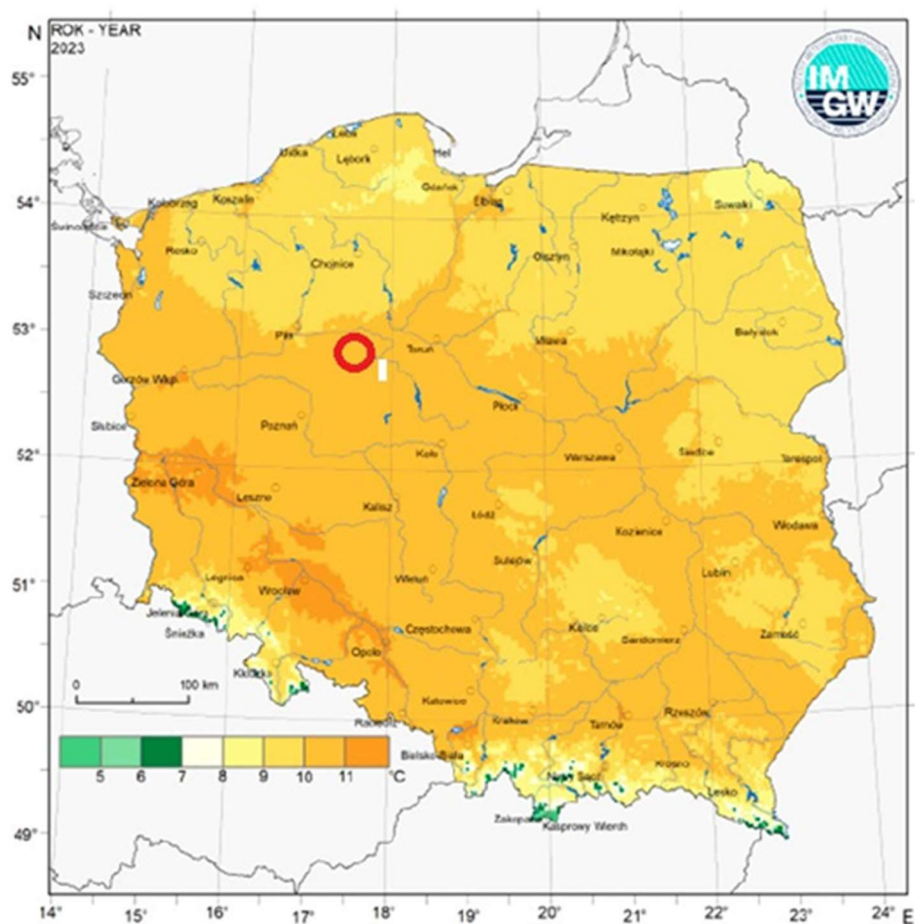 N
ROK - YEAR
2023
IM
GW
55°
Łeba
Ustka
Lębork
Hel
Gdańsk
54°
Kołobrzeg
Koszalin
Elbląg
Kętrzyn
Suwałki
Świnoujście
Resko
Chojnice
Olsztyn
Mikołajki
Szczecin
53°
Piła
Toruń
Mława
Białystok
Gorzów Wlkp.
Płock
Słubice
Poznań
52°
Koło
Warszawa
Siedlce
Terespol
Zielona Góra
Leszno
Kalisz
Łódź
Kozienice
Włodawa
51°
Legnica
Wrocław
Wieluń
Sulejów
Lublin
Jelenia Góra
Śnieżka
Częstochowa
Kielce
Sandomierz
Zamość
Opole
Kłodzko
50°
0
100 km
Katowice
Racibórz
Kraków
Tarnów
Rzeszów
Bielsko-Biała
Nowy Sącz
Krosno
Lesko
5 6 7 8 9 10 11 °C
49°
Zakopane
Kasprowy Wierch
14° 15° 16° 17° 18° 19° 20° 21° 22° 23° 24° E